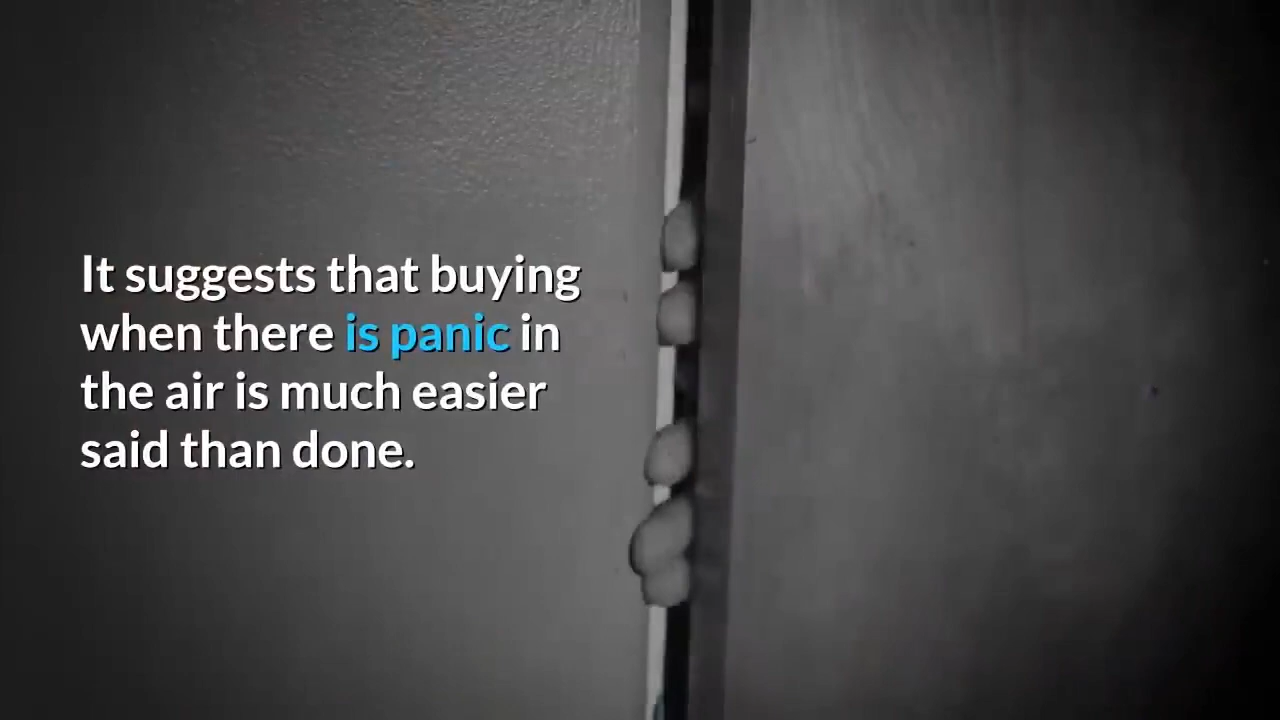 It suggests that buying
when there is panic in
the air is much easier
said than done.